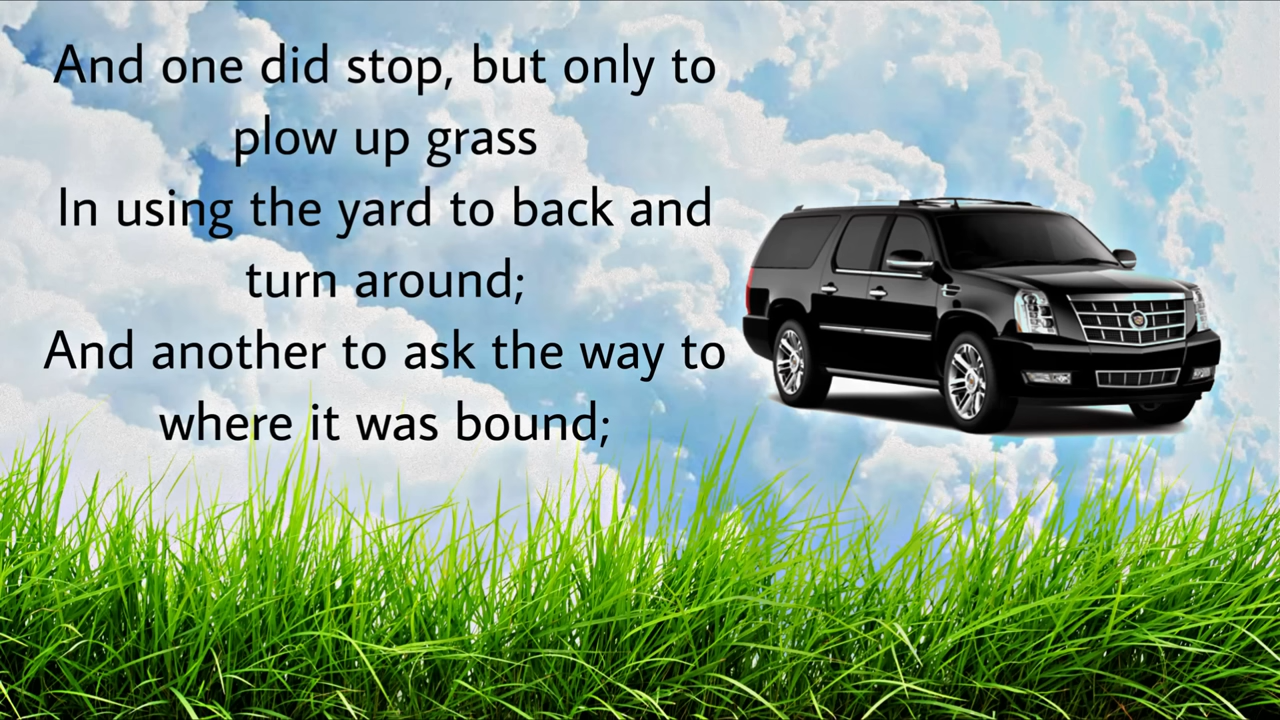 And one did stop, but only to
plow up grass
In using the yard to back and
turn around;
And another to ask the way to
where it was bound;